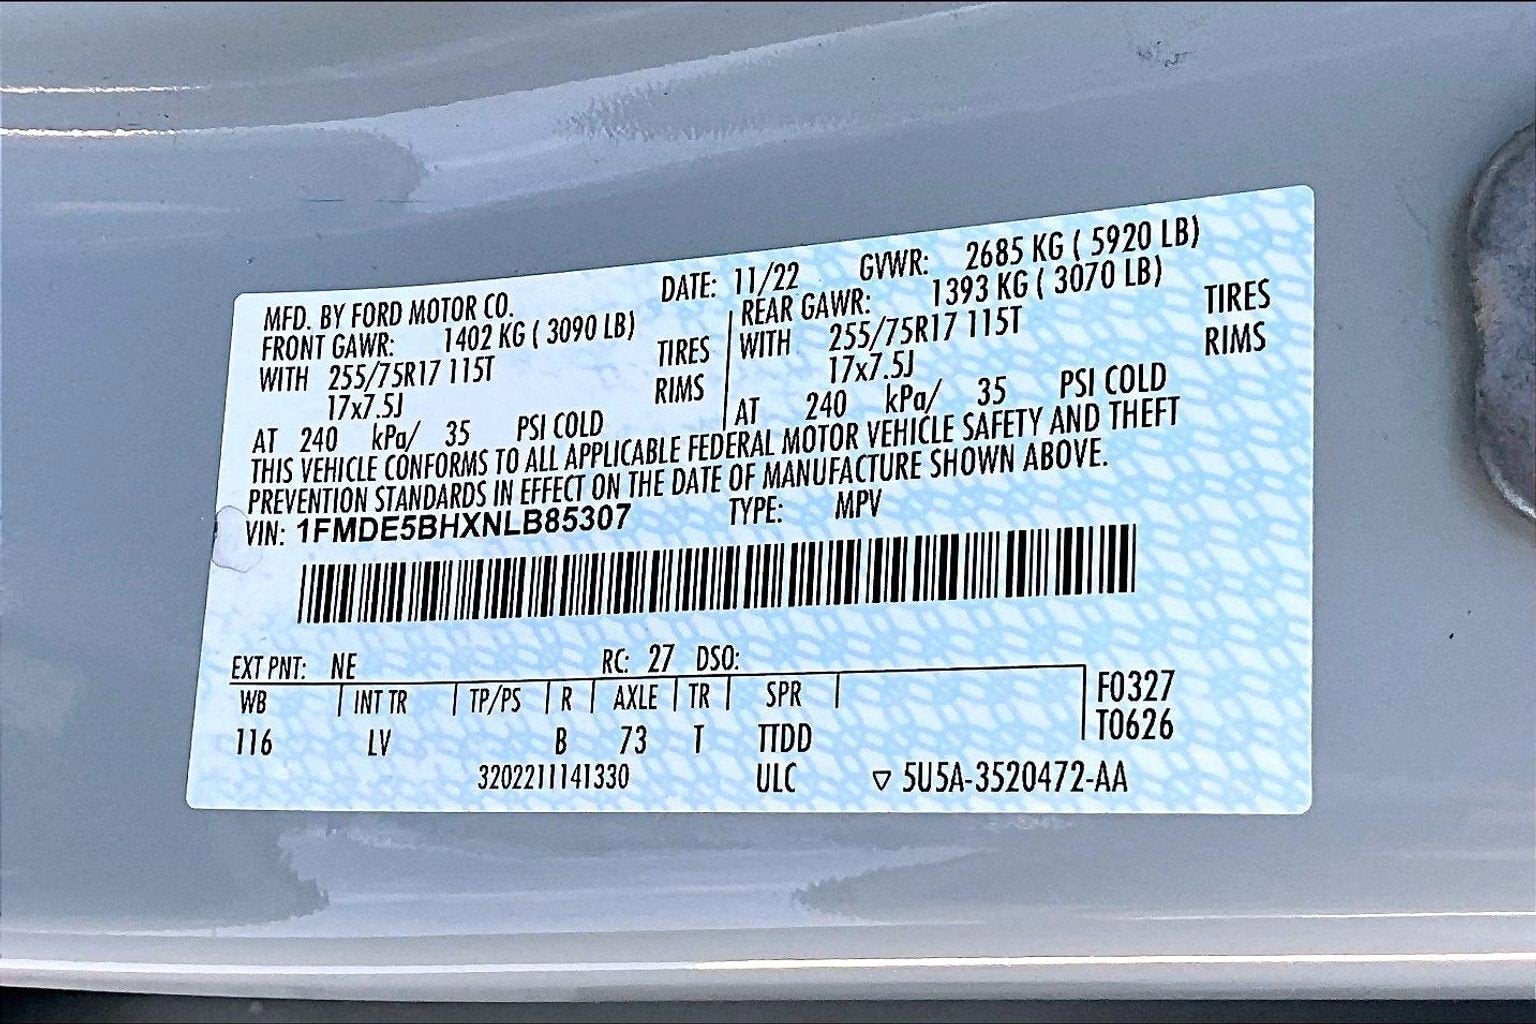 MFD. BY FORD MOTOR CO. DATE: 11/22 GVWR: 2685 KG ( 5920 LB)
FRONT GAWR: 1402 KG ( 3090 LB) REAR GAWR: 1393 KG ( 3070 LB)
WITH 255/75R17 115T TIRES WITH 255/75R17 115T TIRES
17x7.5J RIMS 17x7.5J RIMS
AT 240 kPa/ 35 PSI COLD AT 240 kPa/ 35 PSI COLD
THIS VEHICLE CONFORMS TO ALL APPLICABLE FEDERAL MOTOR VEHICLE SAFETY AND THEFT
PREVENTION STANDARDS IN EFFECT ON THE DATE OF MANUFACTURE SHOWN ABOVE.
VIN: 1FMDE5BHXNLB85307 TYPE: MPV
EXT PNT: NE RC: 27 DSO:
WB INT TR TP/PS R AXLE TR SPR F0327
116 LV B 73 T TTDD T0626
3202211141330 ULC ▽ 5U5A-3520472-AA